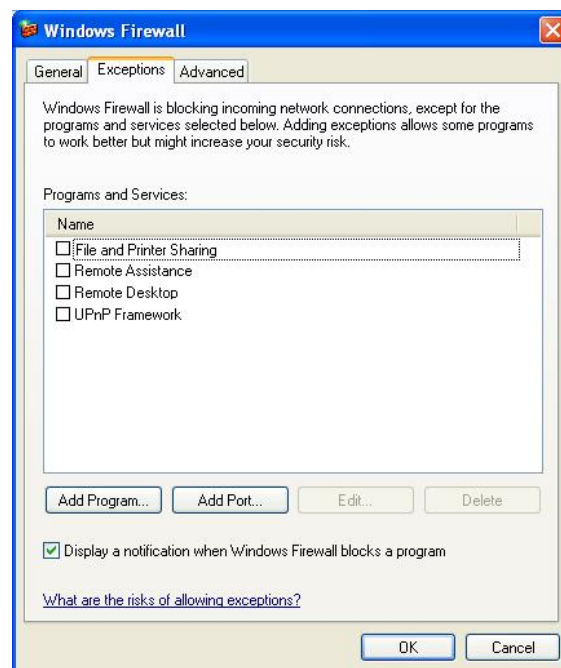 Windows Firewall
General Exceptions Advanced
Windows Firewall is blocking incoming network connections, except for the
programs and services selected below. Adding exceptions allows some programs
to work better but might increase your security risk.
Programs and Services:
Name
File and Printer Sharing
Remote Assistance
Remote Desktop
UPnP Framework
Add Program... Add Port... Edit... Delete
Display a notification when Windows Firewall blocks a program
What are the risks of allowing exceptions?
OK Cancel